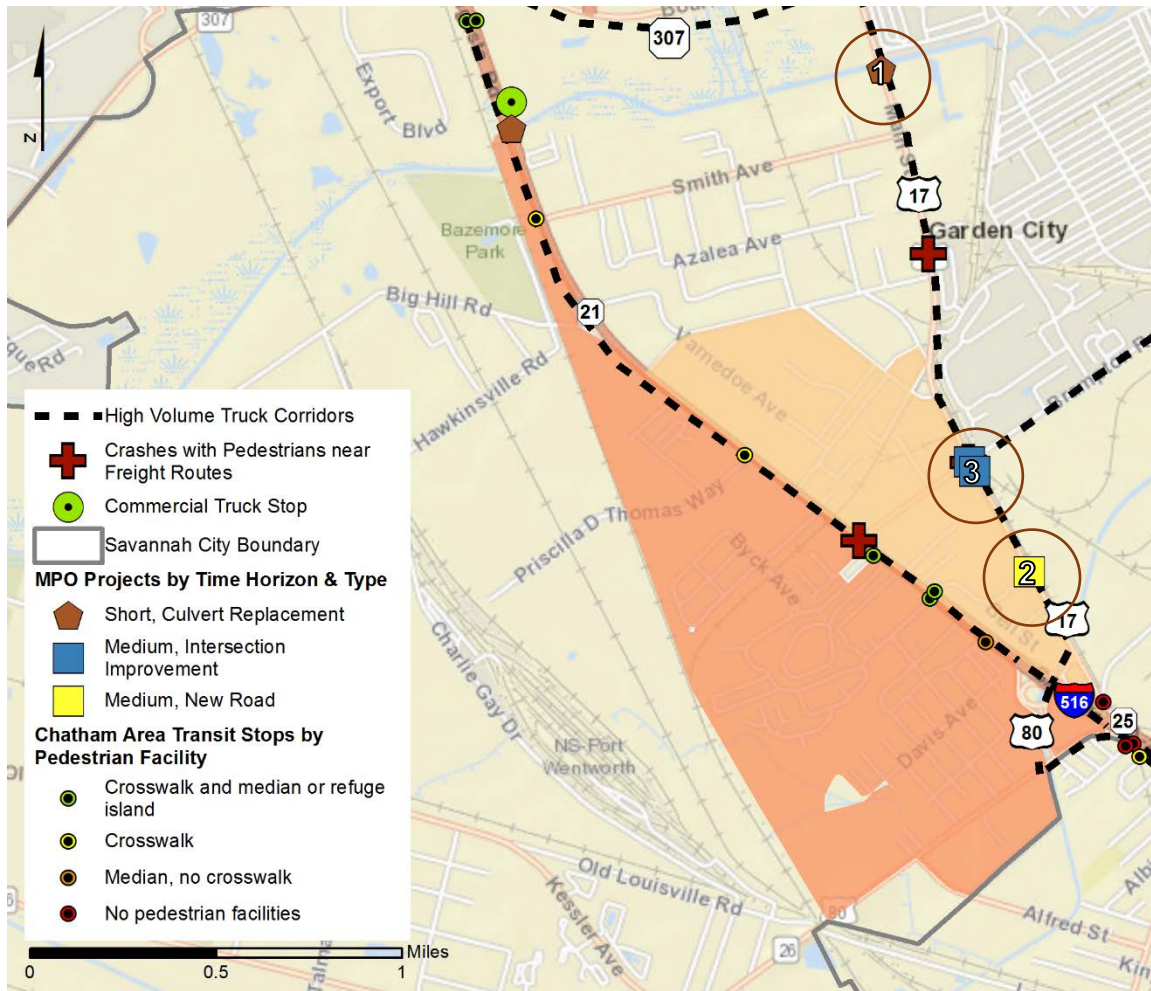 307
Export
Blvd
307
1
Main St
Smith Ave
17
Garden City
Bazemore
Park
Azalea Ave
Big Hill Rd
21
Varnedoe Ave
Hawkinsville Rd
3
Priscilla D Thomas Way
Byck Ave
2
17
516
25
80
Davis Ave
Charlie Gay Dr
NS-Port
Wentworth
Old Louisville Rd
80
Kessler Ave
Alfred St
26
N
High Volume Truck Corridors
Crashes with Pedestrians near
Freight Routes
Commercial Truck Stop
Savannah City Boundary
MPO Projects by Time Horizon & Type
Short, Culvert Replacement
Medium, Intersection
Improvement
Medium, New Road
Chatham Area Transit Stops by
Pedestrian Facility
Crosswalk and median or refuge
island
Crosswalk
Median, no crosswalk
No pedestrian facilities
Miles
0 0.5 1